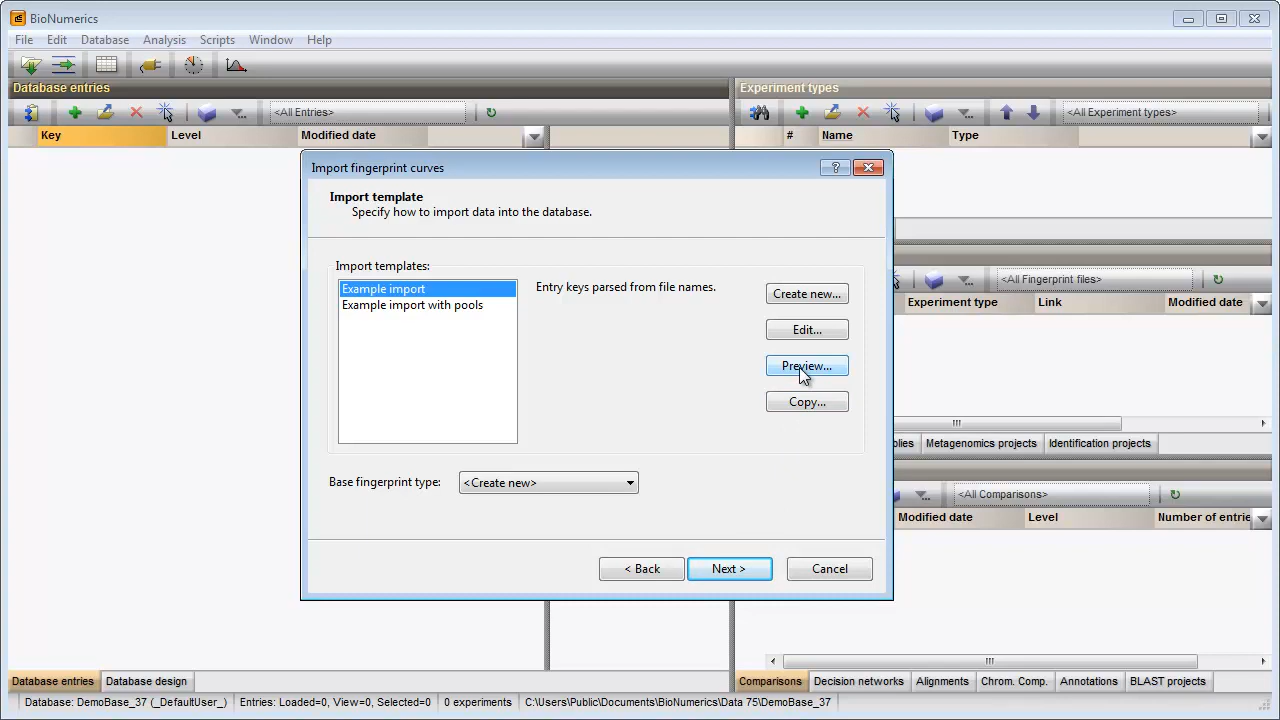 BioNumerics
File Edit Database Analysis Scripts Window Help
Database entries
Experiment types
<All Entries>
<All Experiment types>
Key Level Modified date
# Name Type
Import fingerprint curves
?
Import template
Specify how to import data into the database.
Import templates:
Example import
Example import with pools
Entry keys parsed from file names.
Create new...
Edit...
Preview...
Copy...
<All Fingerprint files>
Experiment type Link Modified date
Base fingerprint type: <Create new>
plies Metagenomics projects Identification projects
<All Comparisons>
Modified date Level Number of entrie
< Back Next > Cancel
Database entries Database design
Comparisons Decision networks Alignments Chrom. Comp. Annotations BLAST projects
Database: DemoBase_37 (_DefaultUser_) Entries: Loaded=0, View=0, Selected=0 0 experiments C:\Users\Public\Documents\BioNumerics\Data 75\DemoBase_37